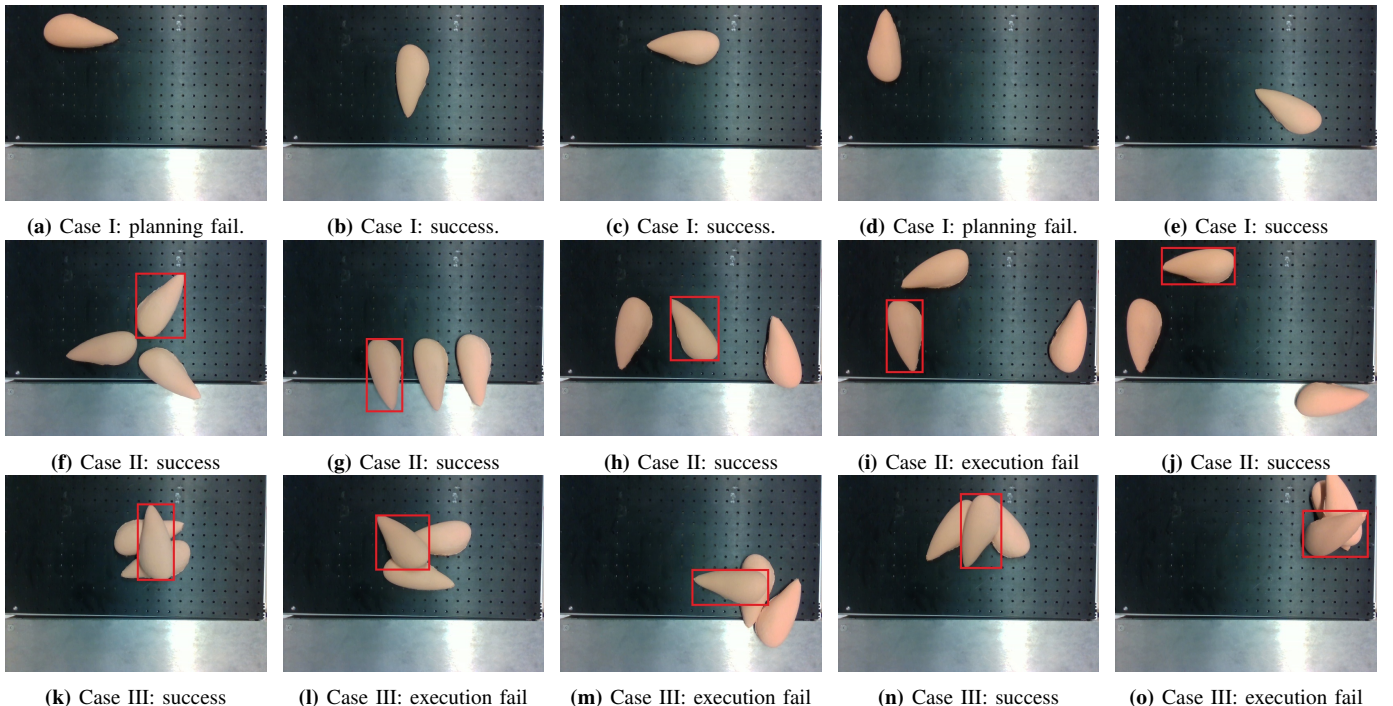 (a) Case I: planning fail.
(b) Case I: success.
(c) Case I: success.
(d) Case I: planning fail.
(e) Case I: success
(f) Case II: success
(g) Case II: success
(h) Case II: success
(i) Case II: execution fail
(j) Case II: success
(k) Case III: success
(l) Case III: execution fail
(m) Case III: execution fail
(n) Case III: success
(o) Case III: execution fail